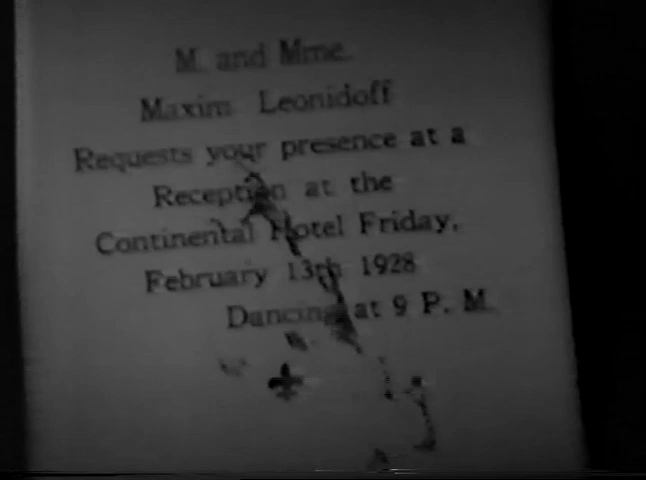 M. and Mme.
Maxim Leonidoff
Requests your presence at a
Reception at the
Continental Hotel Friday,
February 13th 1928
Dancing at 9 P. M.